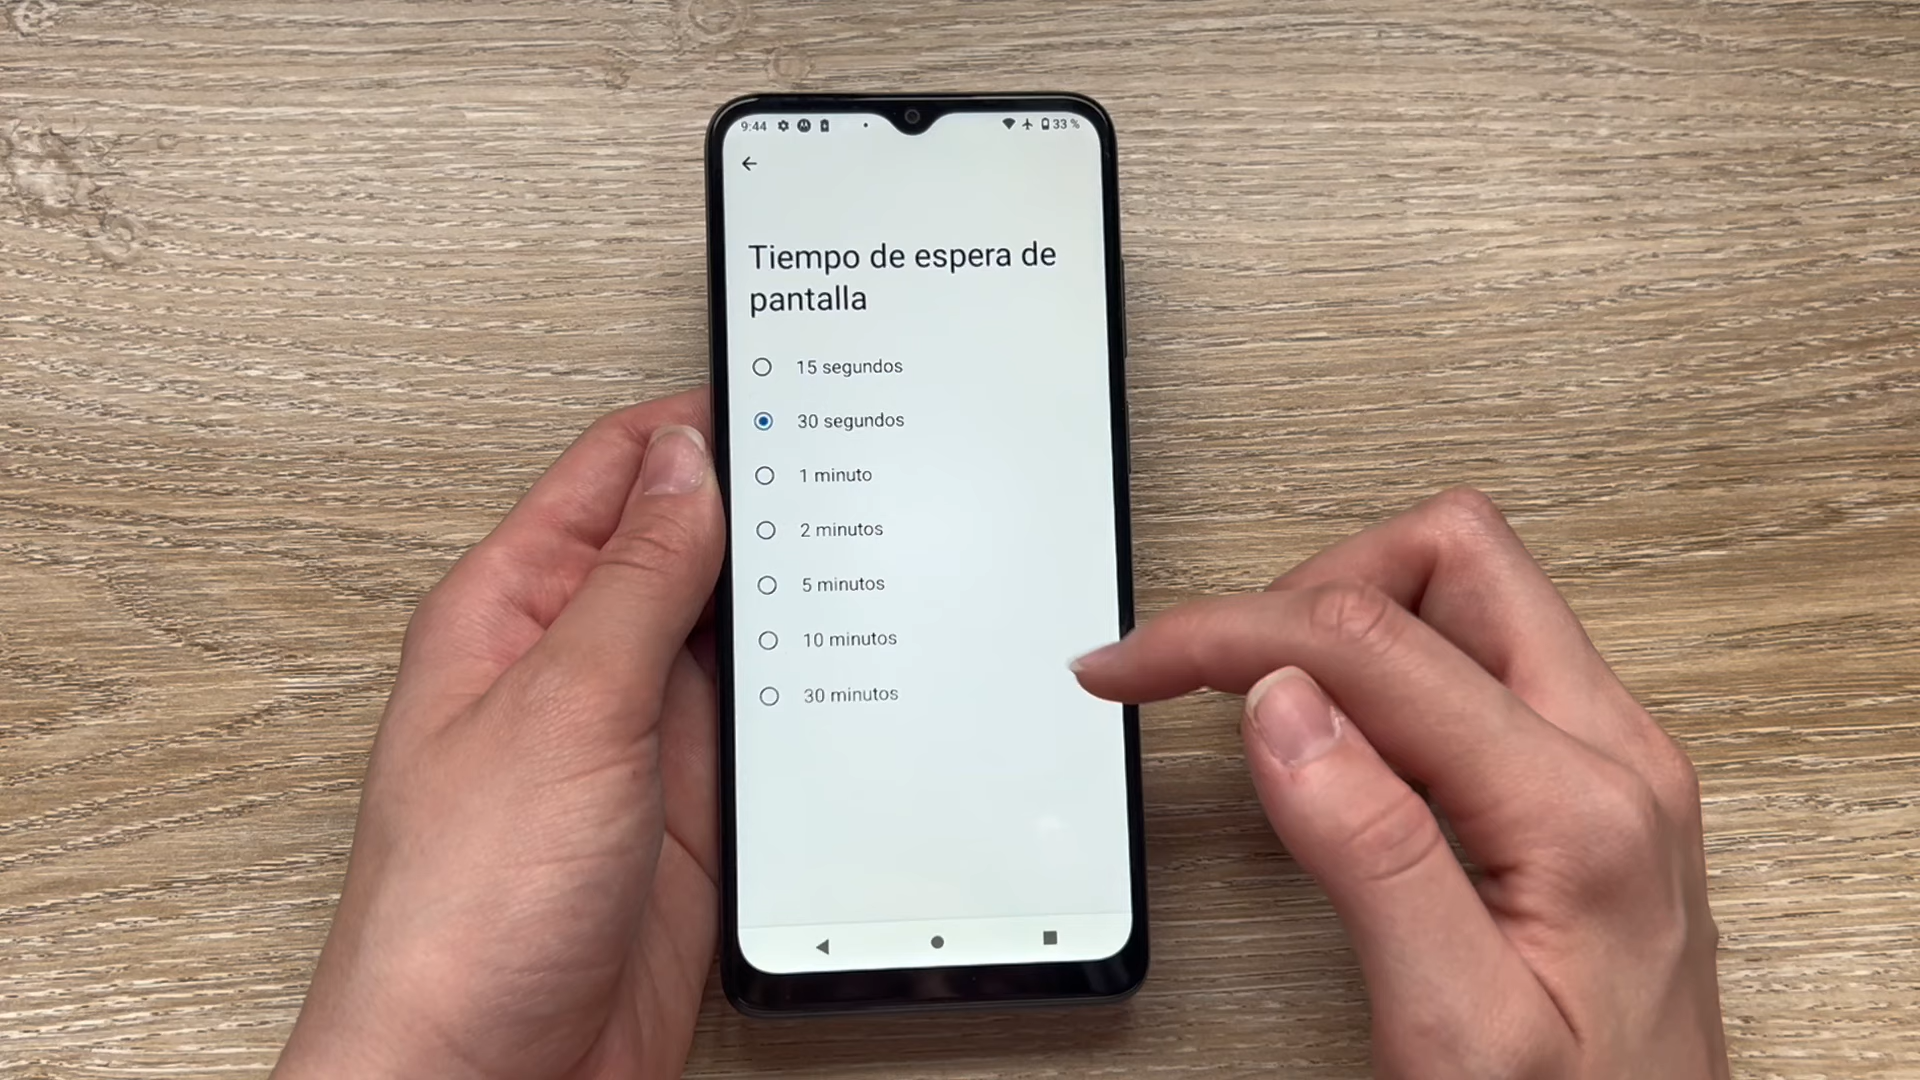 9:44 33 %
Tiempo de espera de
pantalla
15 segundos
30 segundos
1 minuto
2 minutos
5 minutos
10 minutos
30 minutos